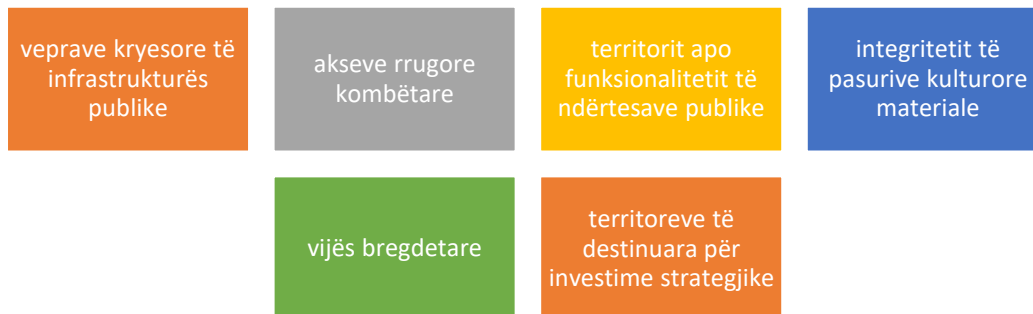 veprave kryesore të
infrastrukturës
publike
akseve rrugore
kombëtare
territorit apo
funksionalitetit të
ndërtesave publike
integritetit të
pasurive kulturore
materiale
vijës bregdetare
territoreve të
destinuara për
investime strategjike